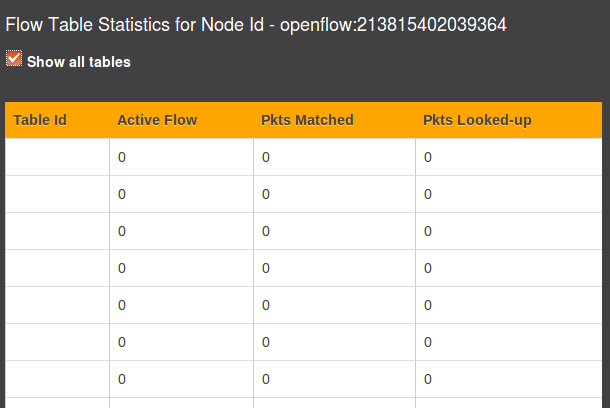 Flow Table Statistics for Node Id - openflow:213815402039364
Show all tables
Table Id Active Flow Pkts Matched Pkts Looked-up
0 0 0
0 0 0
0 0 0
0 0 0
0 0 0
0 0 0
0 0 0